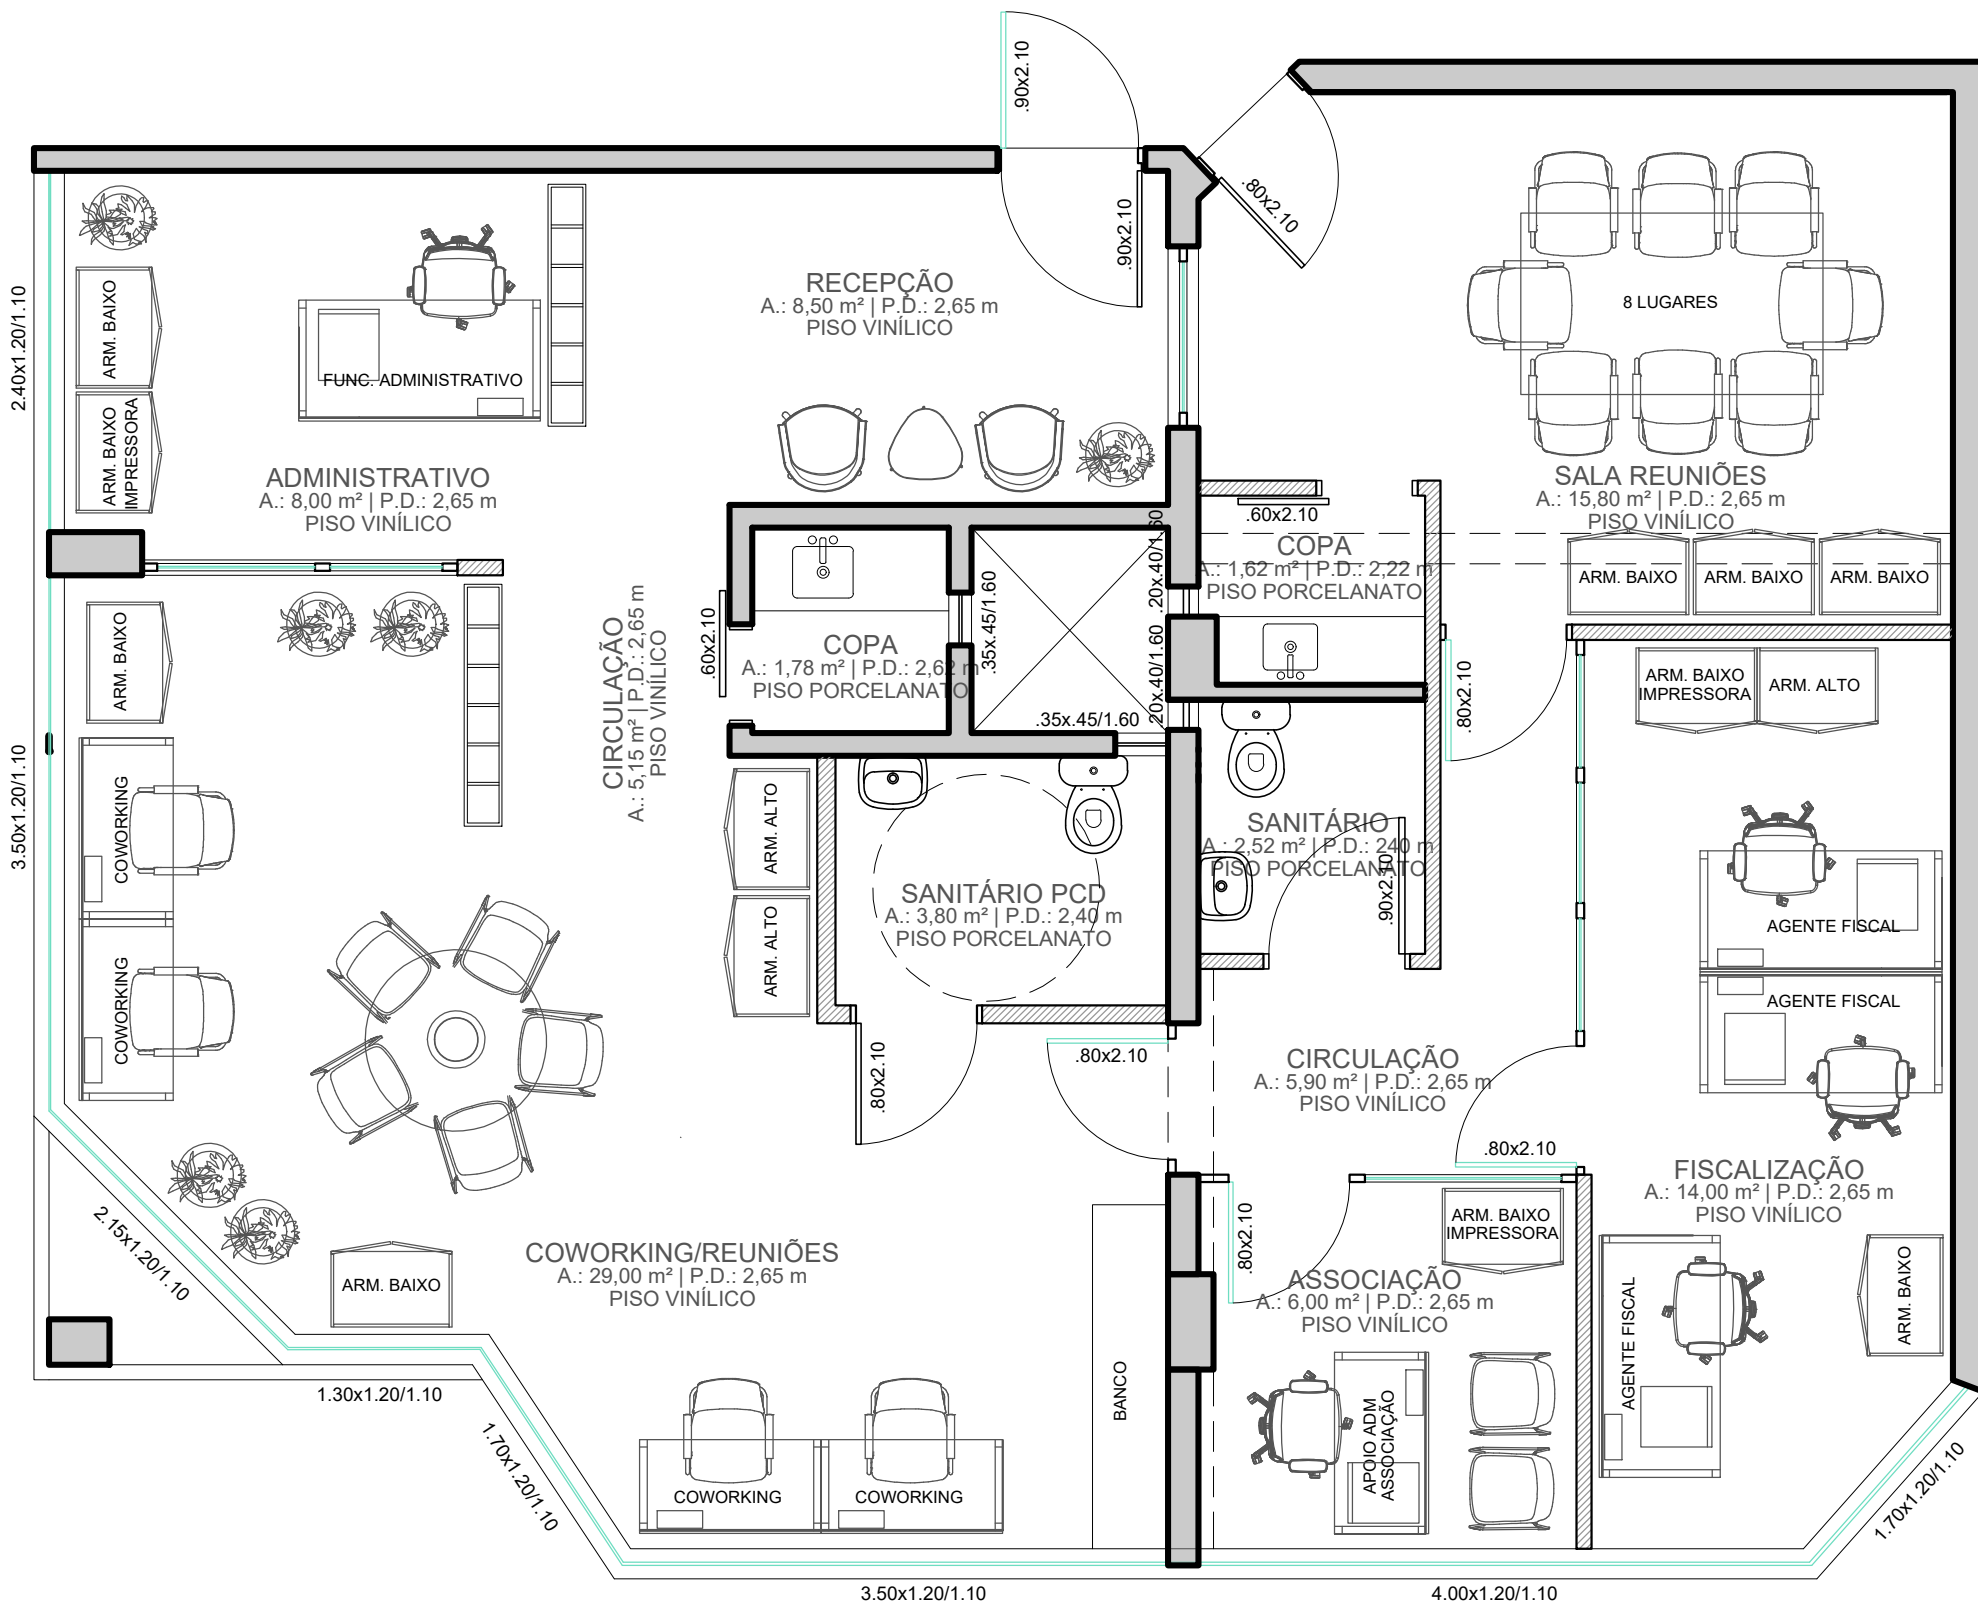 .90x2.10
.90x2.10
.80x2.10
2.40x1.20/1.10
3.50x1.20/1.10
ARM. BAIXO
ARM. BAIXO
IMPRESSORA
FUNC. ADMINISTRATIVO
ADMINISTRATIVO
A.: 8,00 m² | P.D.: 2,65 m
PISO VINÍLICO
RECEPÇÃO
A.: 8,50 m² | P.D.: 2,65 m
PISO VINÍLICO
8 LUGARES
SALA REUNIÕES
A.: 15,80 m² | P.D.: 2,65 m
PISO VINÍLICO
ARM. BAIXO
ARM. BAIXO
ARM. BAIXO
.60x2.10
COPA
A.: 1,62 m² | P.D.: 2,22 m
PISO PORCELANATO
.20x.40/1.60
.20x.40/1.60
.35x.45/1.60
.35x.45/1.60
.60x2.10
COPA
A.: 1,78 m² | P.D.: 2,62 m
PISO PORCELANATO
CIRCULAÇÃO
A.: 5,15 m² | P.D.: 2,65 m
PISO VINÍLICO
ARM. BAIXO
COWORKING
COWORKING
ARM. ALTO
ARM. ALTO
SANITÁRIO PCD
A.: 3,80 m² | P.D.: 2,40 m
PISO PORCELANATO
.80x2.10
.80x2.10
SANITÁRIO
A.: 2,52 m² | P.D.: 240 m
PISO PORCELANATO
.90x2.10
.80x2.10
ARM. BAIXO
IMPRESSORA
ARM. ALTO
AGENTE FISCAL
AGENTE FISCAL
CIRCULAÇÃO
A.: 5,90 m² | P.D.: 2,65 m
PISO VINÍLICO
.80x2.10
FISCALIZAÇÃO
A.: 14,00 m² | P.D.: 2,65 m
PISO VINÍLICO
AGENTE FISCAL
ARM. BAIXO
.80x2.10
ARM. BAIXO
IMPRESSORA
ASSOCIAÇÃO
A.: 6,00 m² | P.D.: 2,65 m
PISO VINÍLICO
APOIO ADM
ASSOCIAÇÃO
BANCO
COWORKING/REUNIÕES
A.: 29,00 m² | P.D.: 2,65 m
PISO VINÍLICO
ARM. BAIXO
COWORKING
COWORKING
2.15x1.20/1.10
1.30x1.20/1.10
1.70x1.20/1.10
3.50x1.20/1.10
4.00x1.20/1.10
1.70x1.20/1.10